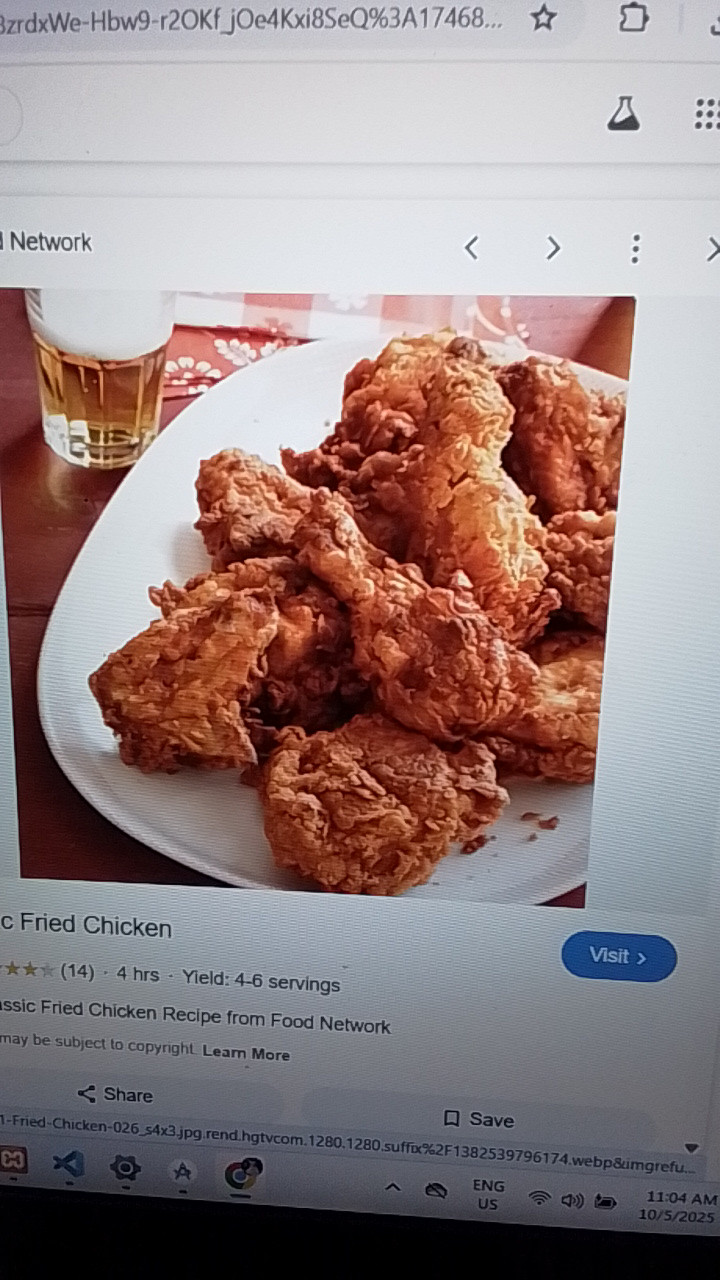 3zrdxWe-Hbw9-r2OKf_jOe4Kxi8SeQ%3A17468...
Network
c Fried Chicken
Visit >
(14) · 4 hrs · Yield: 4-6 servings
assic Fried Chicken Recipe from Food Network
may be subject to copyright. Learn More
Share
Save
1-Fried-Chicken-026_s4x3.jpg.rend.hgtvcom.1280.1280.suffix%2F1382539796174.webp&imgrefu...
ENG
US
11:04 AM
10/5/2025